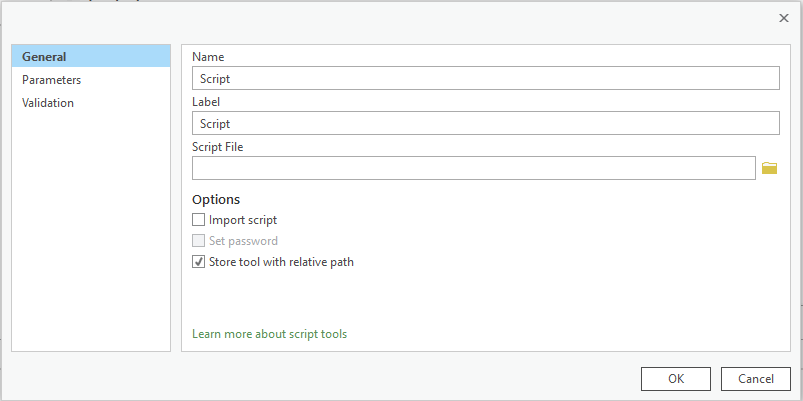 General
Parameters
Validation
Name
Script
Label
Script
Script File
Options
Import script
Set password
Store tool with relative path
Learn more about script tools
OK
Cancel